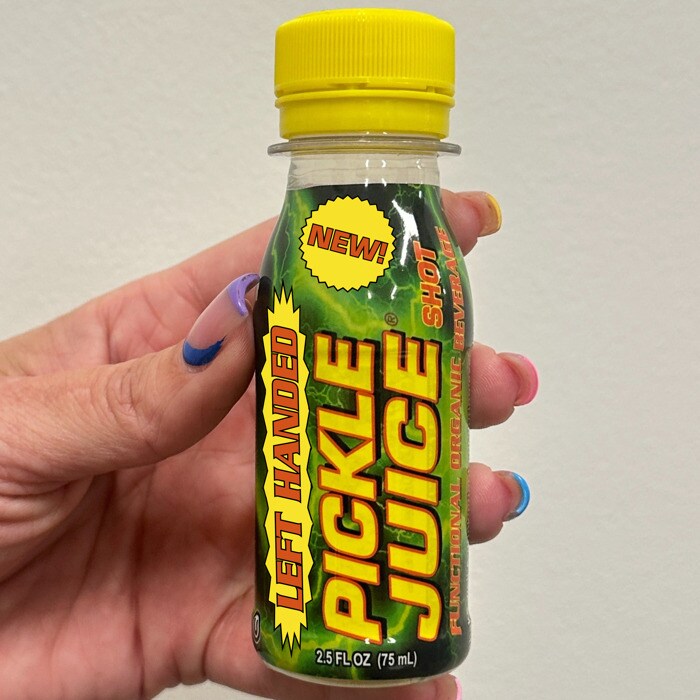 NEW!
LEFT HANDED
PICKLE
JUICE®
SHOT
FUNCTIONAL ORGANIC BEVERAGE
2.5 FL OZ (75 mL)